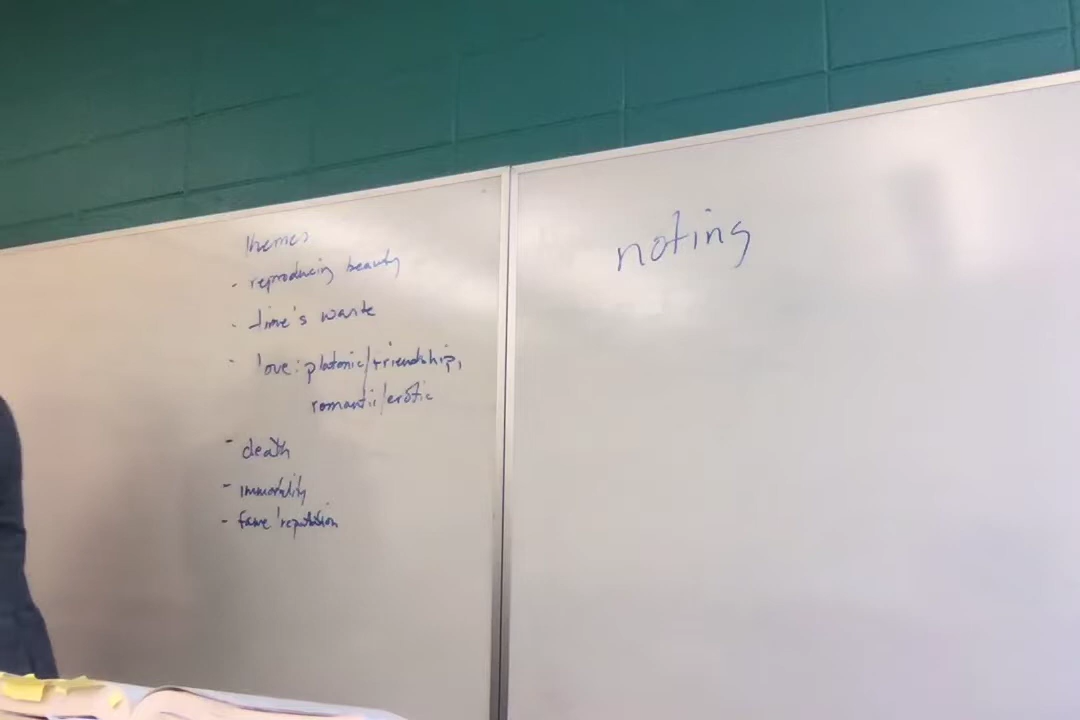 themes
- reproducing beauty
- time's waste
- love: platonic/friendship,
romantic/erotic
- death
- immortality
- fame/reputation
noting